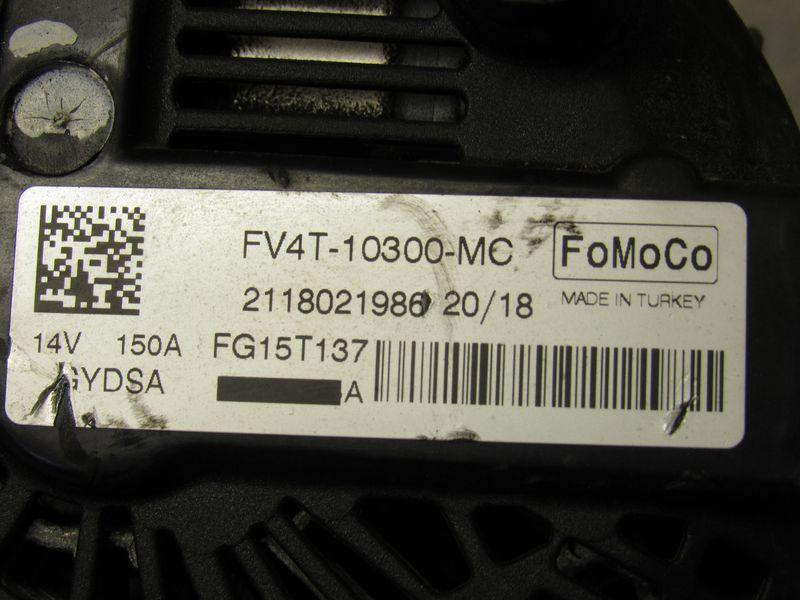 FV4T-10300-MC
FoMoCo
2118021986 20/18
MADE IN TURKEY
14V 150A FG15T137
GYDSA
A